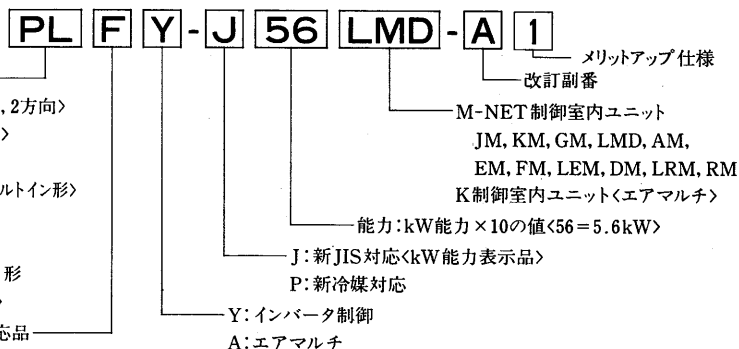 PL F Y - J 56 LMD - A 1
メリットアップ仕様
改訂副番
, 2方向〉
M-NET制御室内ユニット
〉
JM, KM, GM, LMD, AM,
EM, FM, LEM, DM, LRM, RM
ルトイン形〉
K制御室内ユニット〈エアマルチ〉
能力:kW能力×10の値〈56=5.6kW〉
J:新JIS対応〈kW能力表示品〉
形
P:新冷媒対応
〉
Y:インバータ制御
応品
A:エアマルチ